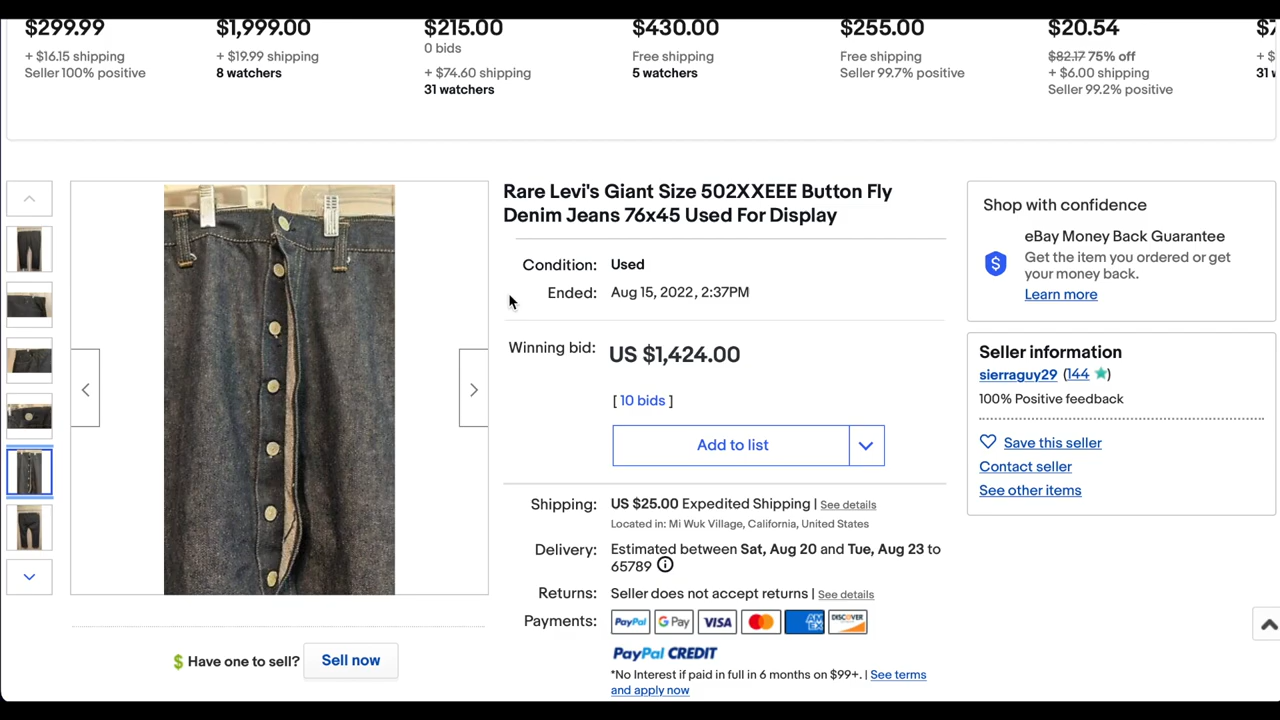 $299.99
+ $16.15 shipping
Seller 100% positive
$1,999.00
+ $19.99 shipping
8 watchers
$215.00
0 bids
+ $74.60 shipping
31 watchers
$430.00
Free shipping
5 watchers
$255.00
Free shipping
Seller 99.7% positive
$20.54
$82.17 75% off
+ $6.00 shipping
Seller 99.2% positive
+ $
Rare Levi's Giant Size 502XXEEE Button Fly
Denim Jeans 76x45 Used For Display
Condition: Used
Ended: Aug 15, 2022, 2:37PM
Winning bid: US $1,424.00
[ 10 bids ]
Add to list
Shipping: US $25.00 Expedited Shipping | See details
Located in: Mi Wuk Village, California, United States
Delivery: Estimated between Sat, Aug 20 and Tue, Aug 23 to
65789
Returns: Seller does not accept returns | See details
Payments: PayPal G Pay VISA AMEX DISCOVER
PayPal CREDIT
*No Interest if paid in full in 6 months on $99+. | See terms
and apply now
Have one to sell? Sell now
Shop with confidence
eBay Money Back Guarantee
Get the item you ordered or get
your money back.
Learn more
Seller information
sierraguy29 (144)
100% Positive feedback
Save this seller
Contact seller
See other items